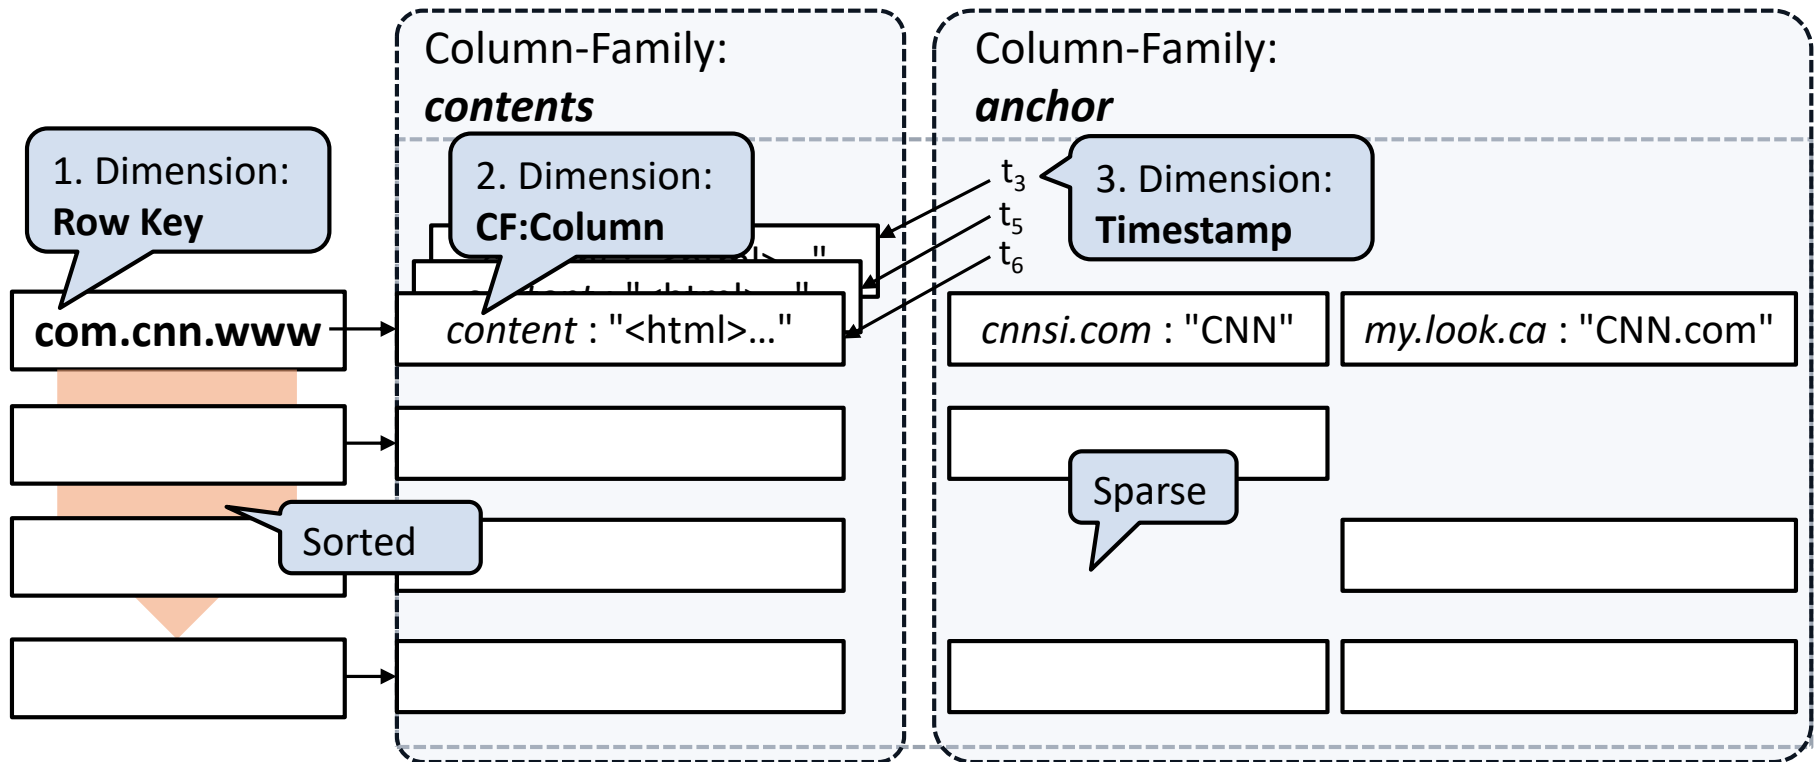 Column-Family:
contents
Column-Family:
anchor
1. Dimension:
Row Key
2. Dimension:
CF:Column
3. Dimension:
Timestamp
t3
t5
t6
com.cnn.www
content : "<html>…"
cnnsi.com : "CNN"
my.look.ca : "CNN.com"
Sparse
Sorted